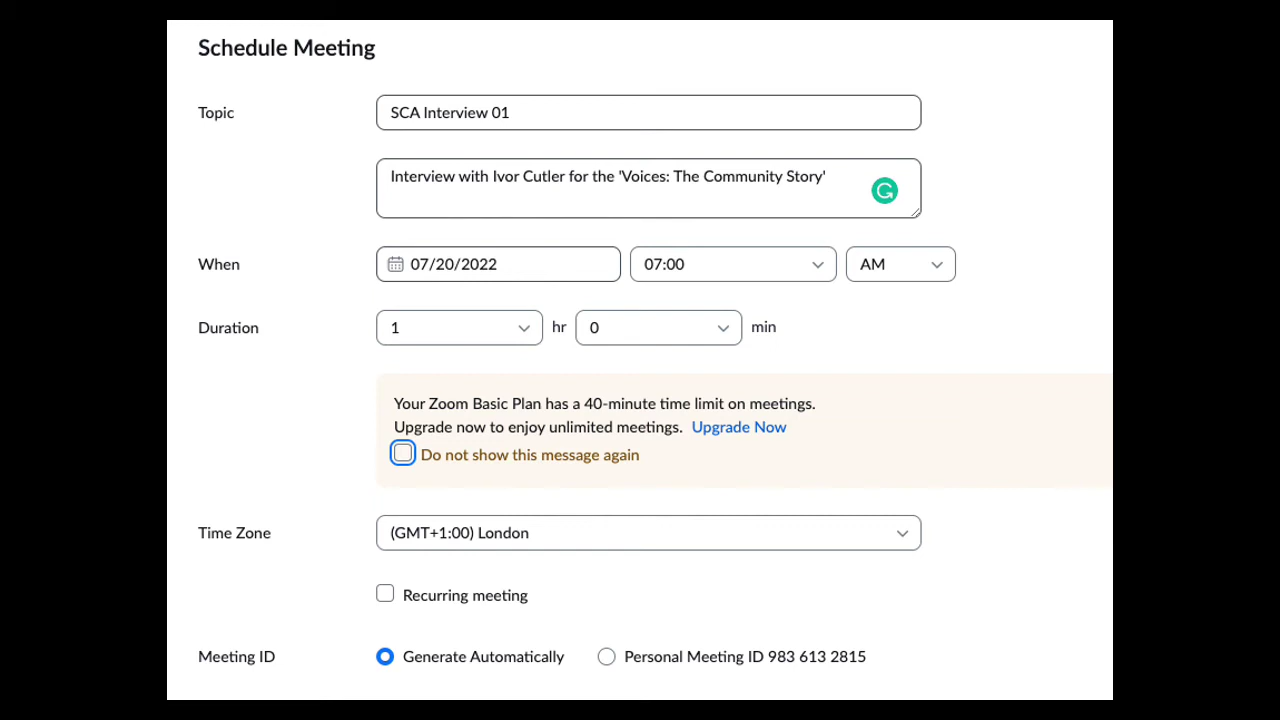 Schedule Meeting
Topic
SCA Interview 01
Interview with Ivor Cutler for the 'Voices: The Community Story'
When
07/20/2022
07:00
AM
Duration
1
hr
0
min
Your Zoom Basic Plan has a 40-minute time limit on meetings.
Upgrade now to enjoy unlimited meetings. Upgrade Now
Do not show this message again
Time Zone
(GMT+1:00) London
Recurring meeting
Meeting ID
Generate Automatically
Personal Meeting ID 983 613 2815